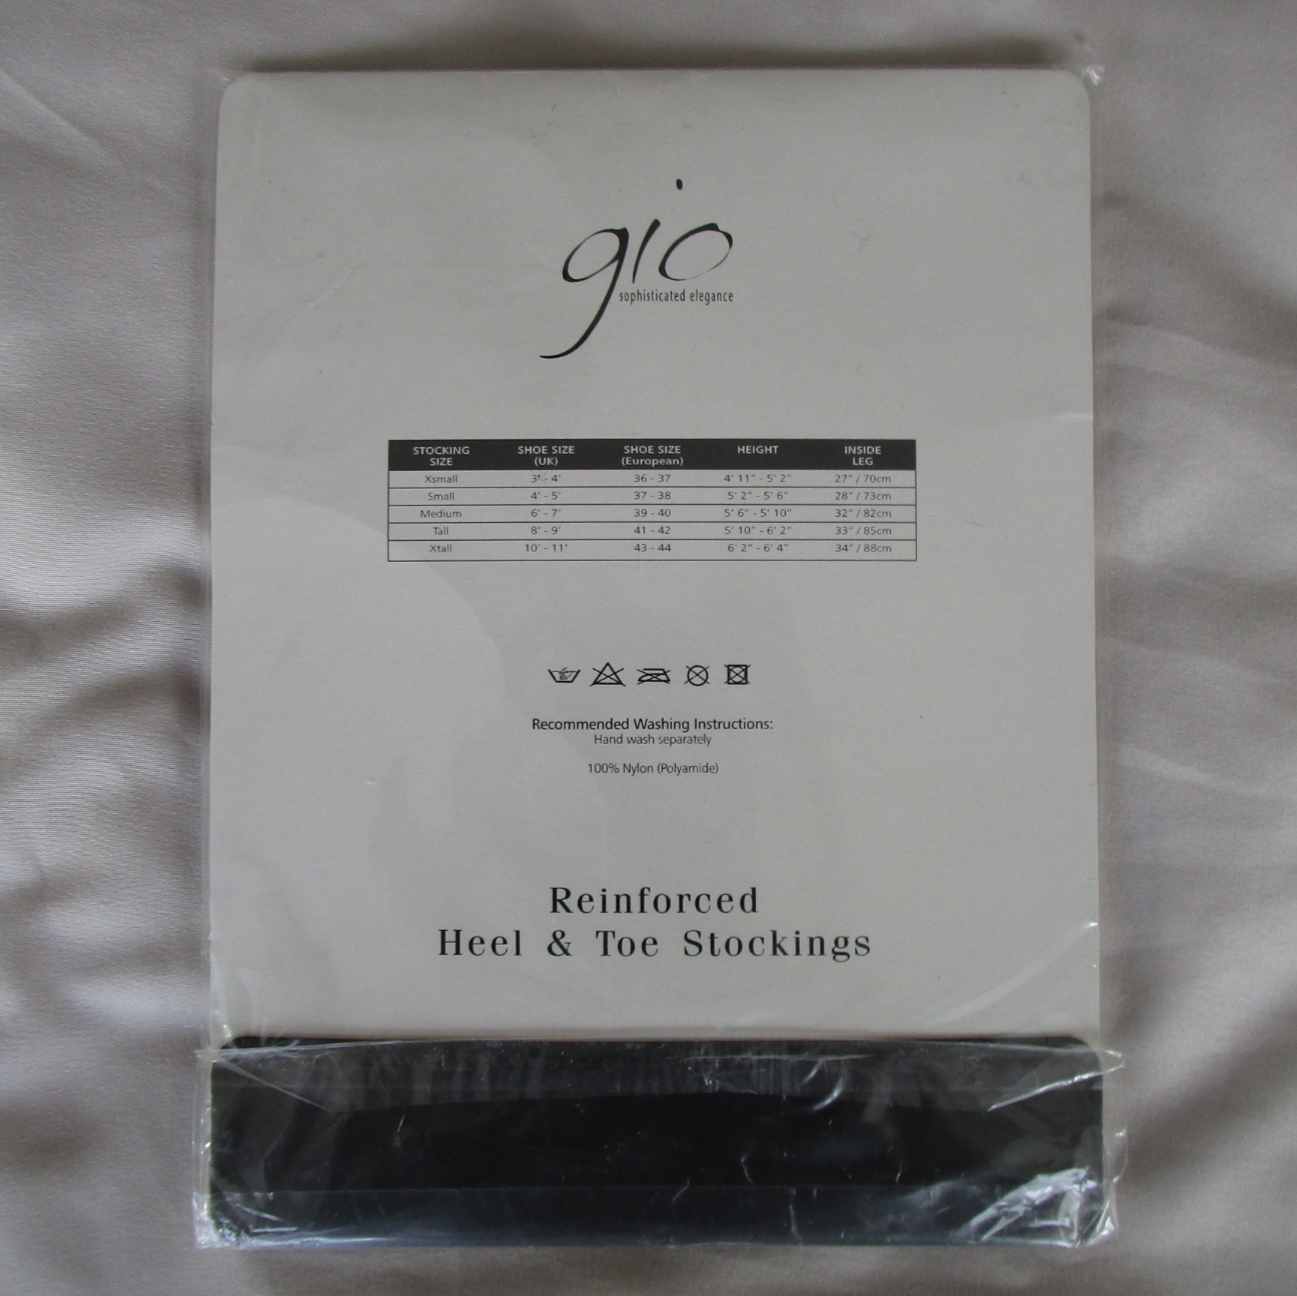 gio
sophisticated elegance
STOCKING SIZE SHOE SIZE (UK) SHOE SIZE (European) HEIGHT INSIDE LEG
Xsmall 3' - 4' 36 - 37 4' 11" - 5' 2" 27" / 70cm
Small 4' - 5' 37 - 38 5' 2" - 5' 6" 28" / 73cm
Medium 6' - 7' 39 - 40 5' 6" - 5' 10" 32" / 82cm
Tall 8' - 9' 41 - 42 5' 10" - 6' 2" 33" / 85cm
Xtall 10' - 11' 43 - 44 6' 2" - 6' 4" 34" / 88cm
Recommended Washing Instructions:
Hand wash separately
100% Nylon (Polyamide)
Reinforced
Heel & Toe Stockings